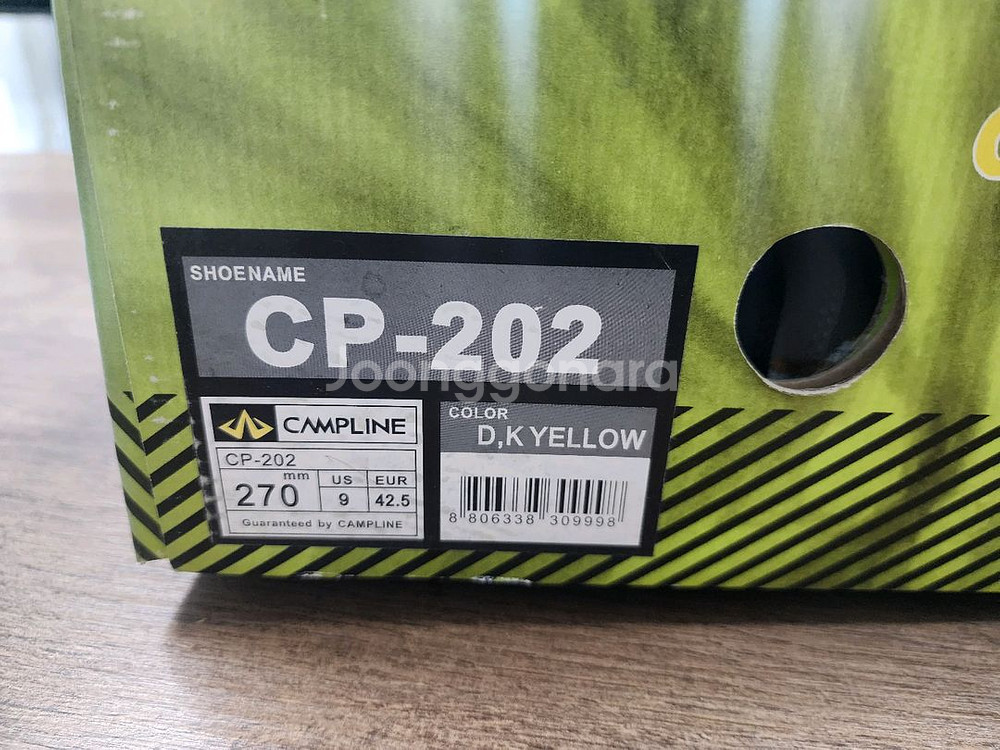 SHOENAME
CP-202
Joonggonara
CAMPLINE
CP-202
270 mm
US EUR
9 42.5
Guaranteed by CAMPLINE
COLOR
D,K YELLOW
8 806338 309998